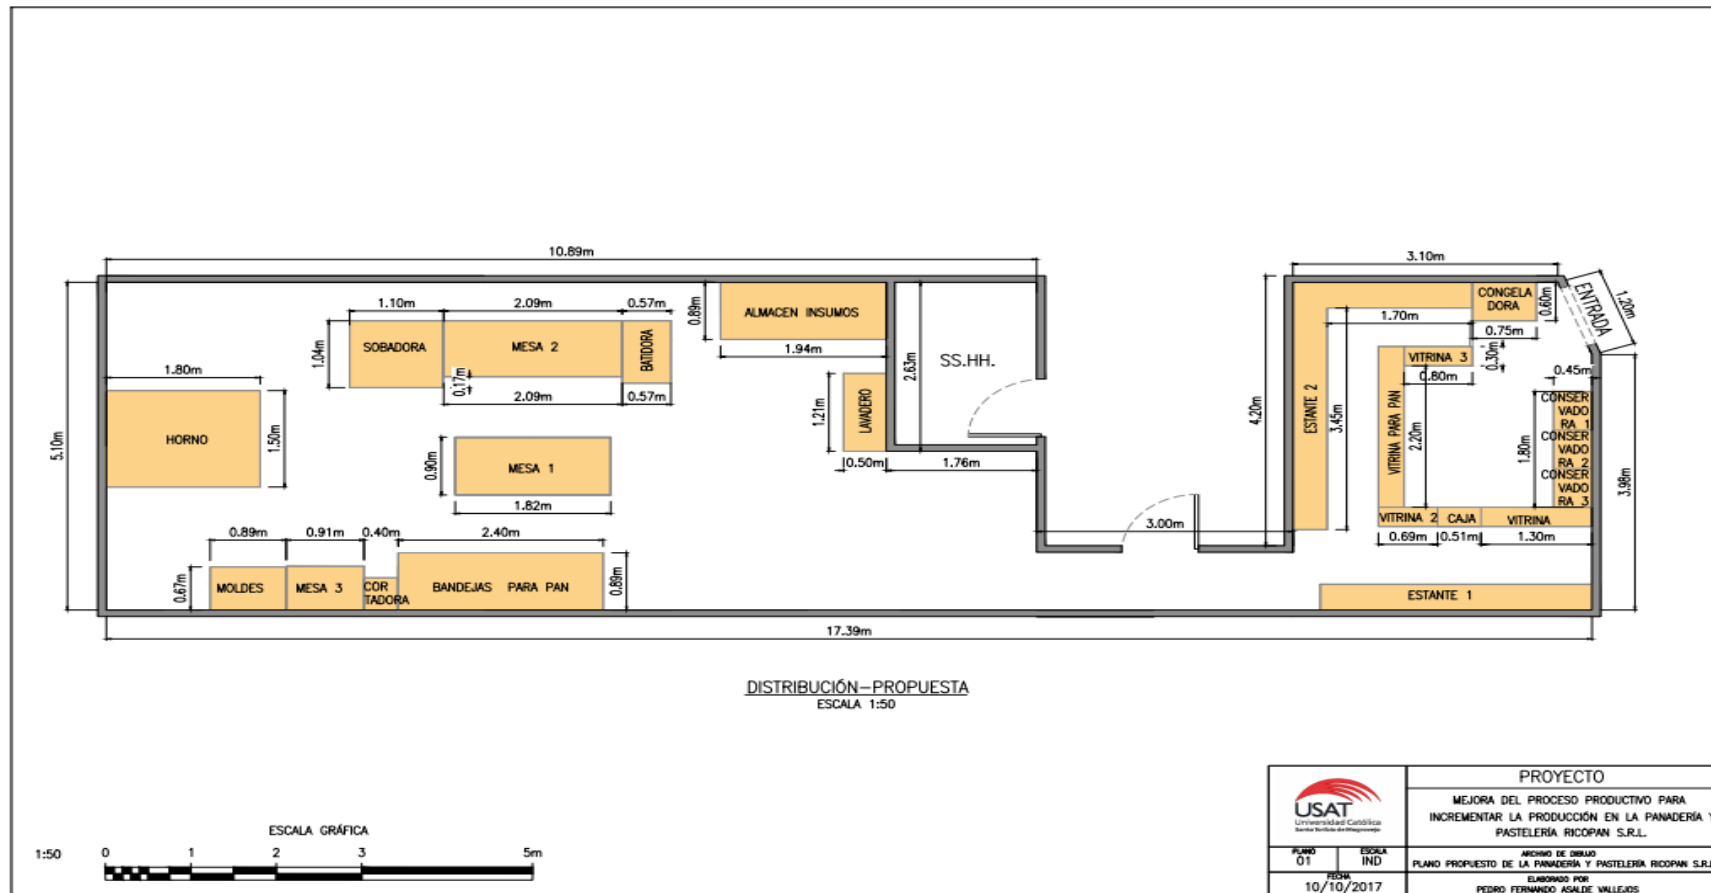 10.89m
3.10m
1.10m
2.09m
0.57m
0.89m
ALMACEN INSUMOS
1.94m
CONGELA
DORA
0.60m
ENTRADA
1.20m
1.70m
0.75m
SOBADORA
MESA 2
BATIDORA
1.04m
0.17m
2.09m
0.57m
SS.HH.
2.63m
VITRINA 3
0.30m
0.80m
0.45m
1.80m
HORNO
1.50m
5.10m
LAVADERO
1.21m
0.50m
1.76m
4.20m
ESTANTE 2
3.45m
VITRINA PARA PAN
2.20m
1.80m
CONSER
VADO
RA 1
CONSER
VADO
RA 2
CONSER
VADO
RA 3
3.98m
MESA 1
0.90m
1.82m
VITRINA 2
CAJA
VITRINA
0.69m
0.51m
1.30m
3.00m
0.89m
0.91m
0.40m
2.40m
0.67m
MOLDES
MESA 3
COR
TADORA
BANDEJAS PARA PAN
0.89m
ESTANTE 1
17.39m
DISTRIBUCIÓN-PROPUESTA
ESCALA 1:50
ESCALA GRÁFICA
1:50
0 1 2 3 5m
USAT
Universidad Católica
Santo Toribio de Mogrovejo
PROYECTO
MEJORA DEL PROCESO PRODUCTIVO PARA
INCREMENTAR LA PRODUCCIÓN EN LA PANADERÍA Y
PASTELERÍA RICOPAN S.R.L.
PLANO
01
ESCALA
IND
ARCHIVO DE DIBUJO
PLANO PROPUESTO DE LA PANADERÍA Y PASTELERÍA RICOPAN S.R.L
FECHA
10/10/2017
ELABORADO POR
PEDRO FERNANDO ASALDE VALLEJOS